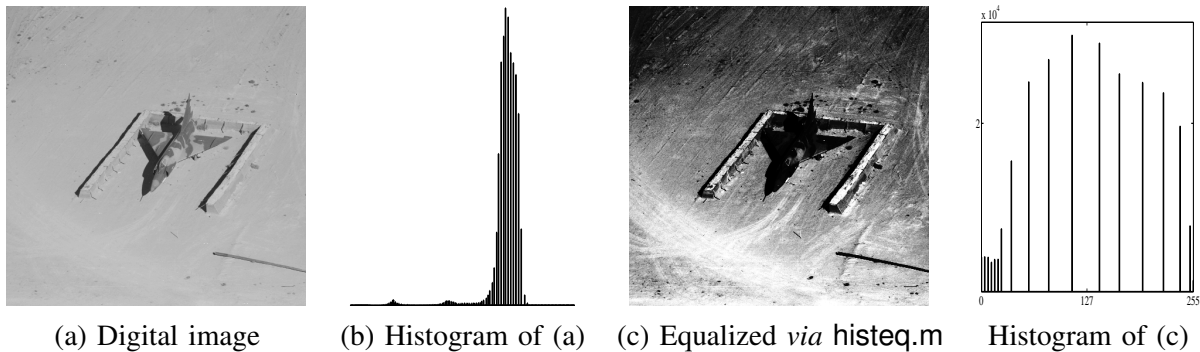 x 10^4
2
0 127 255
(a) Digital image (b) Histogram of (a) (c) Equalized via histeq.m Histogram of (c)